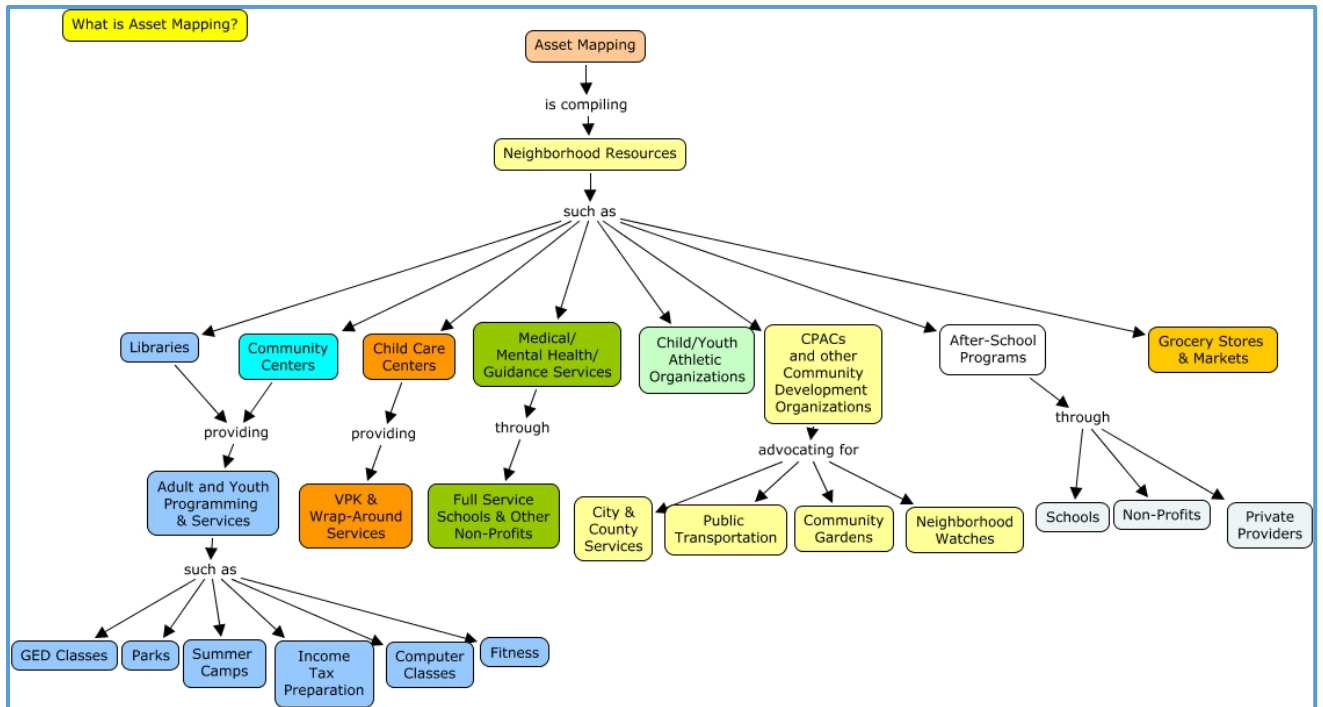 What is Asset Mapping?
Asset Mapping
is compiling
Neighborhood Resources
such as
Libraries
Community
Centers
Child Care
Centers
Medical/
Mental Health/
Guidance Services
Child/Youth
Athletic
Organizations
CPACs
and other
Community
Development
Organizations
After-School
Programs
Grocery Stores
& Markets
providing
providing
through
advocating for
through
Adult and Youth
Programming
& Services
VPK &
Wrap-Around
Services
Full Service
Schools & Other
Non-Profits
City &
County
Services
Public
Transportation
Community
Gardens
Neighborhood
Watches
Schools
Non-Profits
Private
Providers
such as
GED Classes
Parks
Summer
Camps
Income
Tax
Preparation
Computer
Classes
Fitness